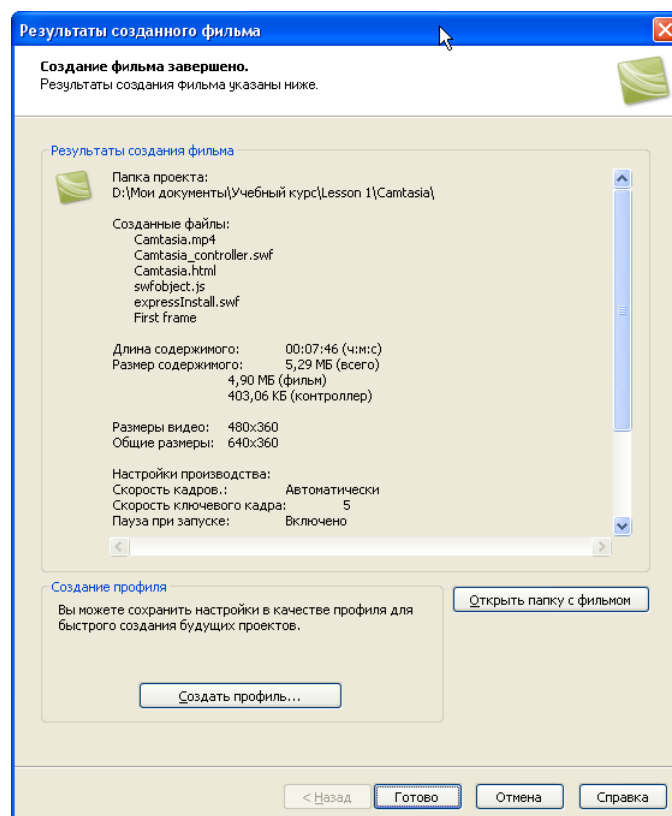 Результаты созданного фильма
Создание фильма завершено.
Результаты создания фильма указаны ниже.
Результаты создания фильма
Папка проекта:
D:\Мои документы\Учебный курс\Lesson 1\Camtasia\
Созданные файлы:
Camtasia.mp4
Camtasia_controller.swf
Camtasia.html
swfobject.js
expressInstall.swf
First frame
Длина содержимого: 00:07:46 (ч:м:с)
Размер содержимого: 5,29 МБ (всего)
4,90 МБ (фильм)
403,06 КБ (контроллер)
Размеры видео: 480x360
Общие размеры: 640x360
Настройки производства:
Скорость кадров.: Автоматически
Скорость ключевого кадра: 5
Пауза при запуске: Включено
Создание профиля
Вы можете сохранить настройки в качестве профиля для
быстрого создания будущих проектов.
Открыть папку с фильмом
Создать профиль...
< Назад Готово Отмена Справка